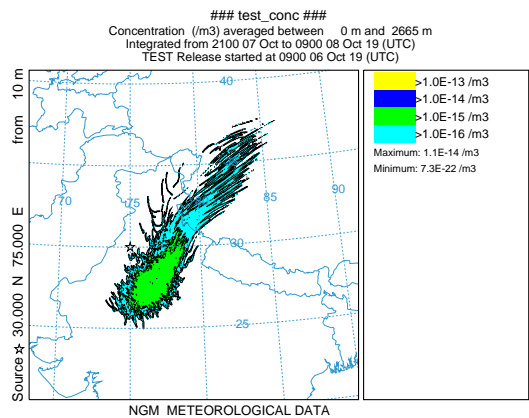 ### test_conc ###
Concentration (/m3) averaged between 0 m and 2665 m
Integrated from 2100 07 Oct to 0900 08 Oct 19 (UTC)
TEST Release started at 0900 06 Oct 19 (UTC)
Source ☆ 30.000 N 75.000 E from 10 m
40
70
75
85
90
30
25
>1.0E-13 /m3
>1.0E-14 /m3
>1.0E-15 /m3
>1.0E-16 /m3
Maximum: 1.1E-14 /m3
Minimum: 7.3E-22 /m3
NGM METEOROLOGICAL DATA